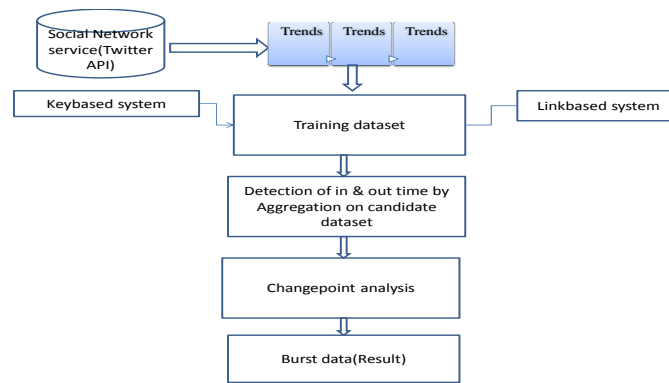 Social Network
service(Twitter
API)
Trends
Trends
Trends
Keybased system
Training dataset
Linkbased system
Detection of in & out time by
Aggregation on candidate
dataset
Changepoint analysis
Burst data(Result)